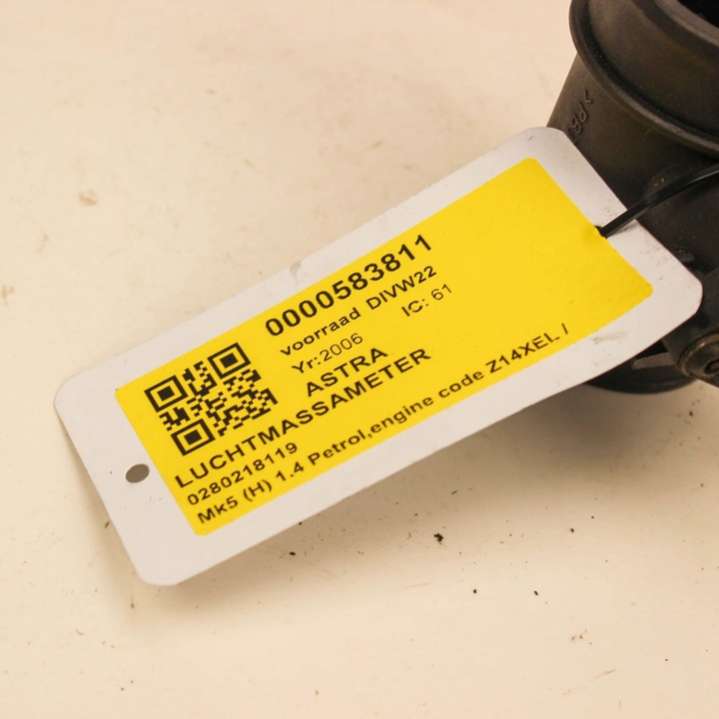 0000583811
voorraad DIVW22
Yr:2006 IC: 61
ASTRA
LUCHTMASSAMETER
0280218119
Mk5 (H) 1.4 Petrol,engine code Z14XEL /